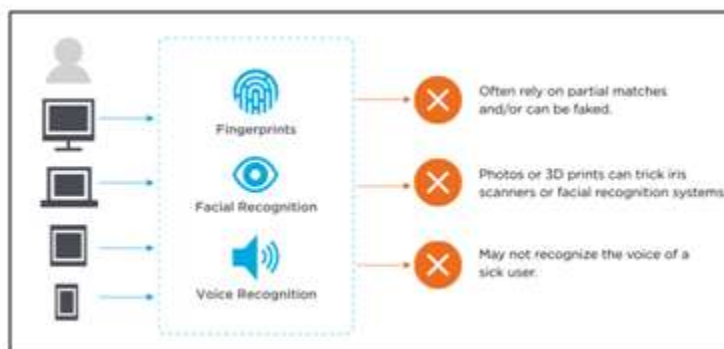 Fingerprints
Often rely on partial matches
and/or can be faked.
Facial Recognition
Photos or 3D prints can trick iris
scanners or facial recognition systems
Voice Recognition
May not recognize the voice of a
sick user.